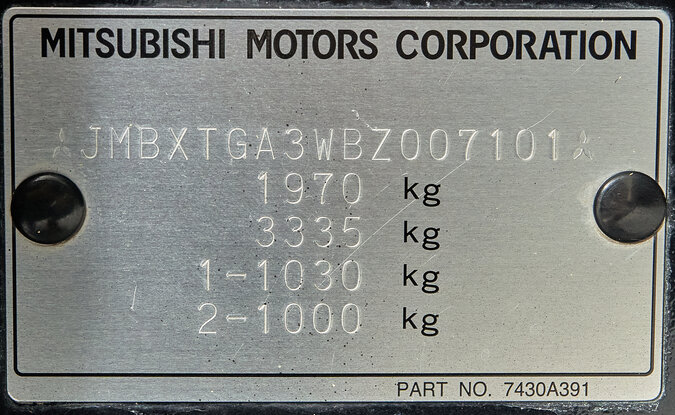 MITSUBISHI MOTORS CORPORATION
JMBXTGA3WBZ007101
1970 kg
3335 kg
1-1030 kg
2-1000 kg
PART NO. 7430A391